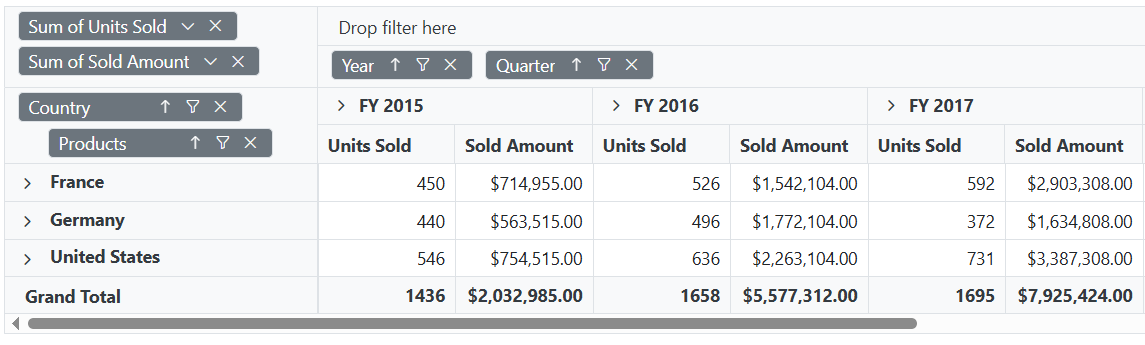 Sum of Units Sold
Drop filter here
Sum of Sold Amount
Year Quarter
Country
FY 2015 FY 2016 FY 2017
Products
Units Sold Sold Amount Units Sold Sold Amount Units Sold Sold Amount
France 450 $714,955.00 526 $1,542,104.00 592 $2,903,308.00
Germany 440 $563,515.00 496 $1,772,104.00 372 $1,634,808.00
United States 546 $754,515.00 636 $2,263,104.00 731 $3,387,308.00
Grand Total 1436 $2,032,985.00 1658 $5,577,312.00 1695 $7,925,424.00